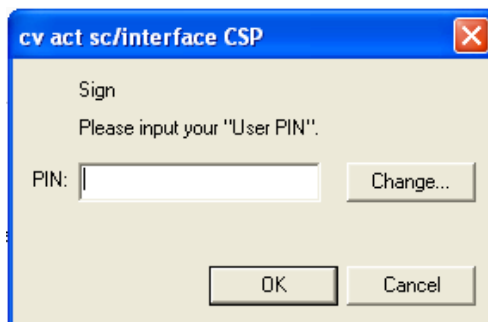 cv act sc/interface CSP
Sign
Please input your "User PIN".
PIN: Change...
OK Cancel